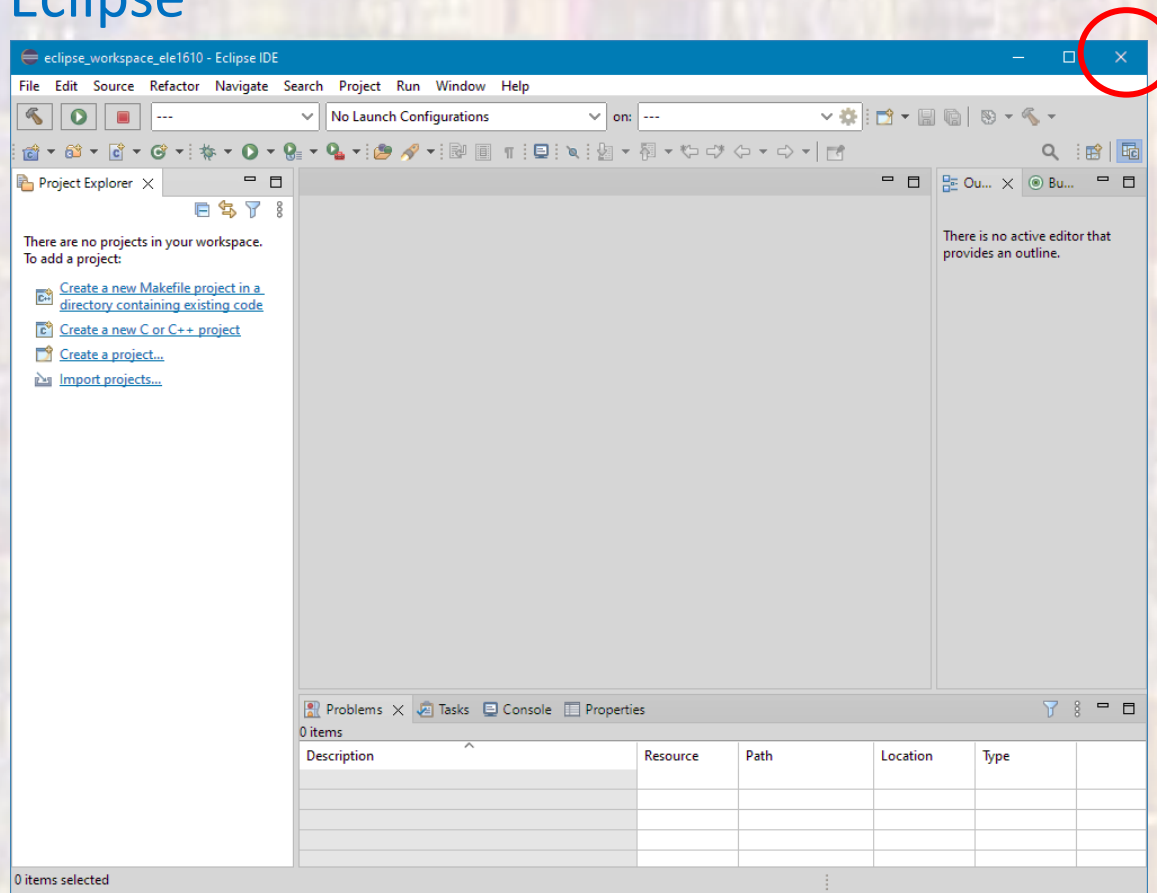 Eclipse
eclipse_workspace_ele1610 - Eclipse IDE
File Edit Source Refactor Navigate Search Project Run Window Help
--- No Launch Configurations on: ---
Project Explorer
Ou... Bu...
There are no projects in your workspace.
To add a project:
Create a new Makefile project in a
directory containing existing code
Create a new C or C++ project
Create a project...
Import projects...
There is no active editor that
provides an outline.
Problems Tasks Console Properties
0 items
Description Resource Path Location Type
0 items selected